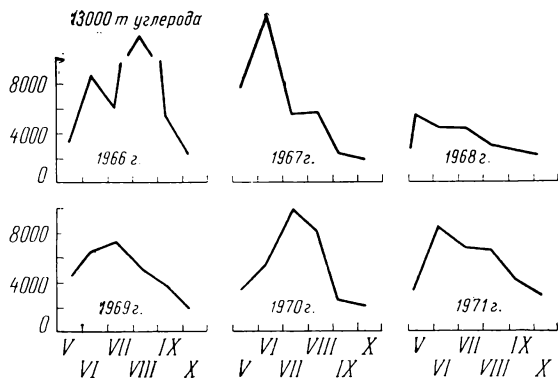 13000 т углерода
8000
4000
0
1966 г.
1967 г.
1968 г.
8000
4000
0
1969 г.
1970 г.
1971 г.
V VI VII VIII IX X
V VI VII VIII IX X
V VI VII VIII IX X